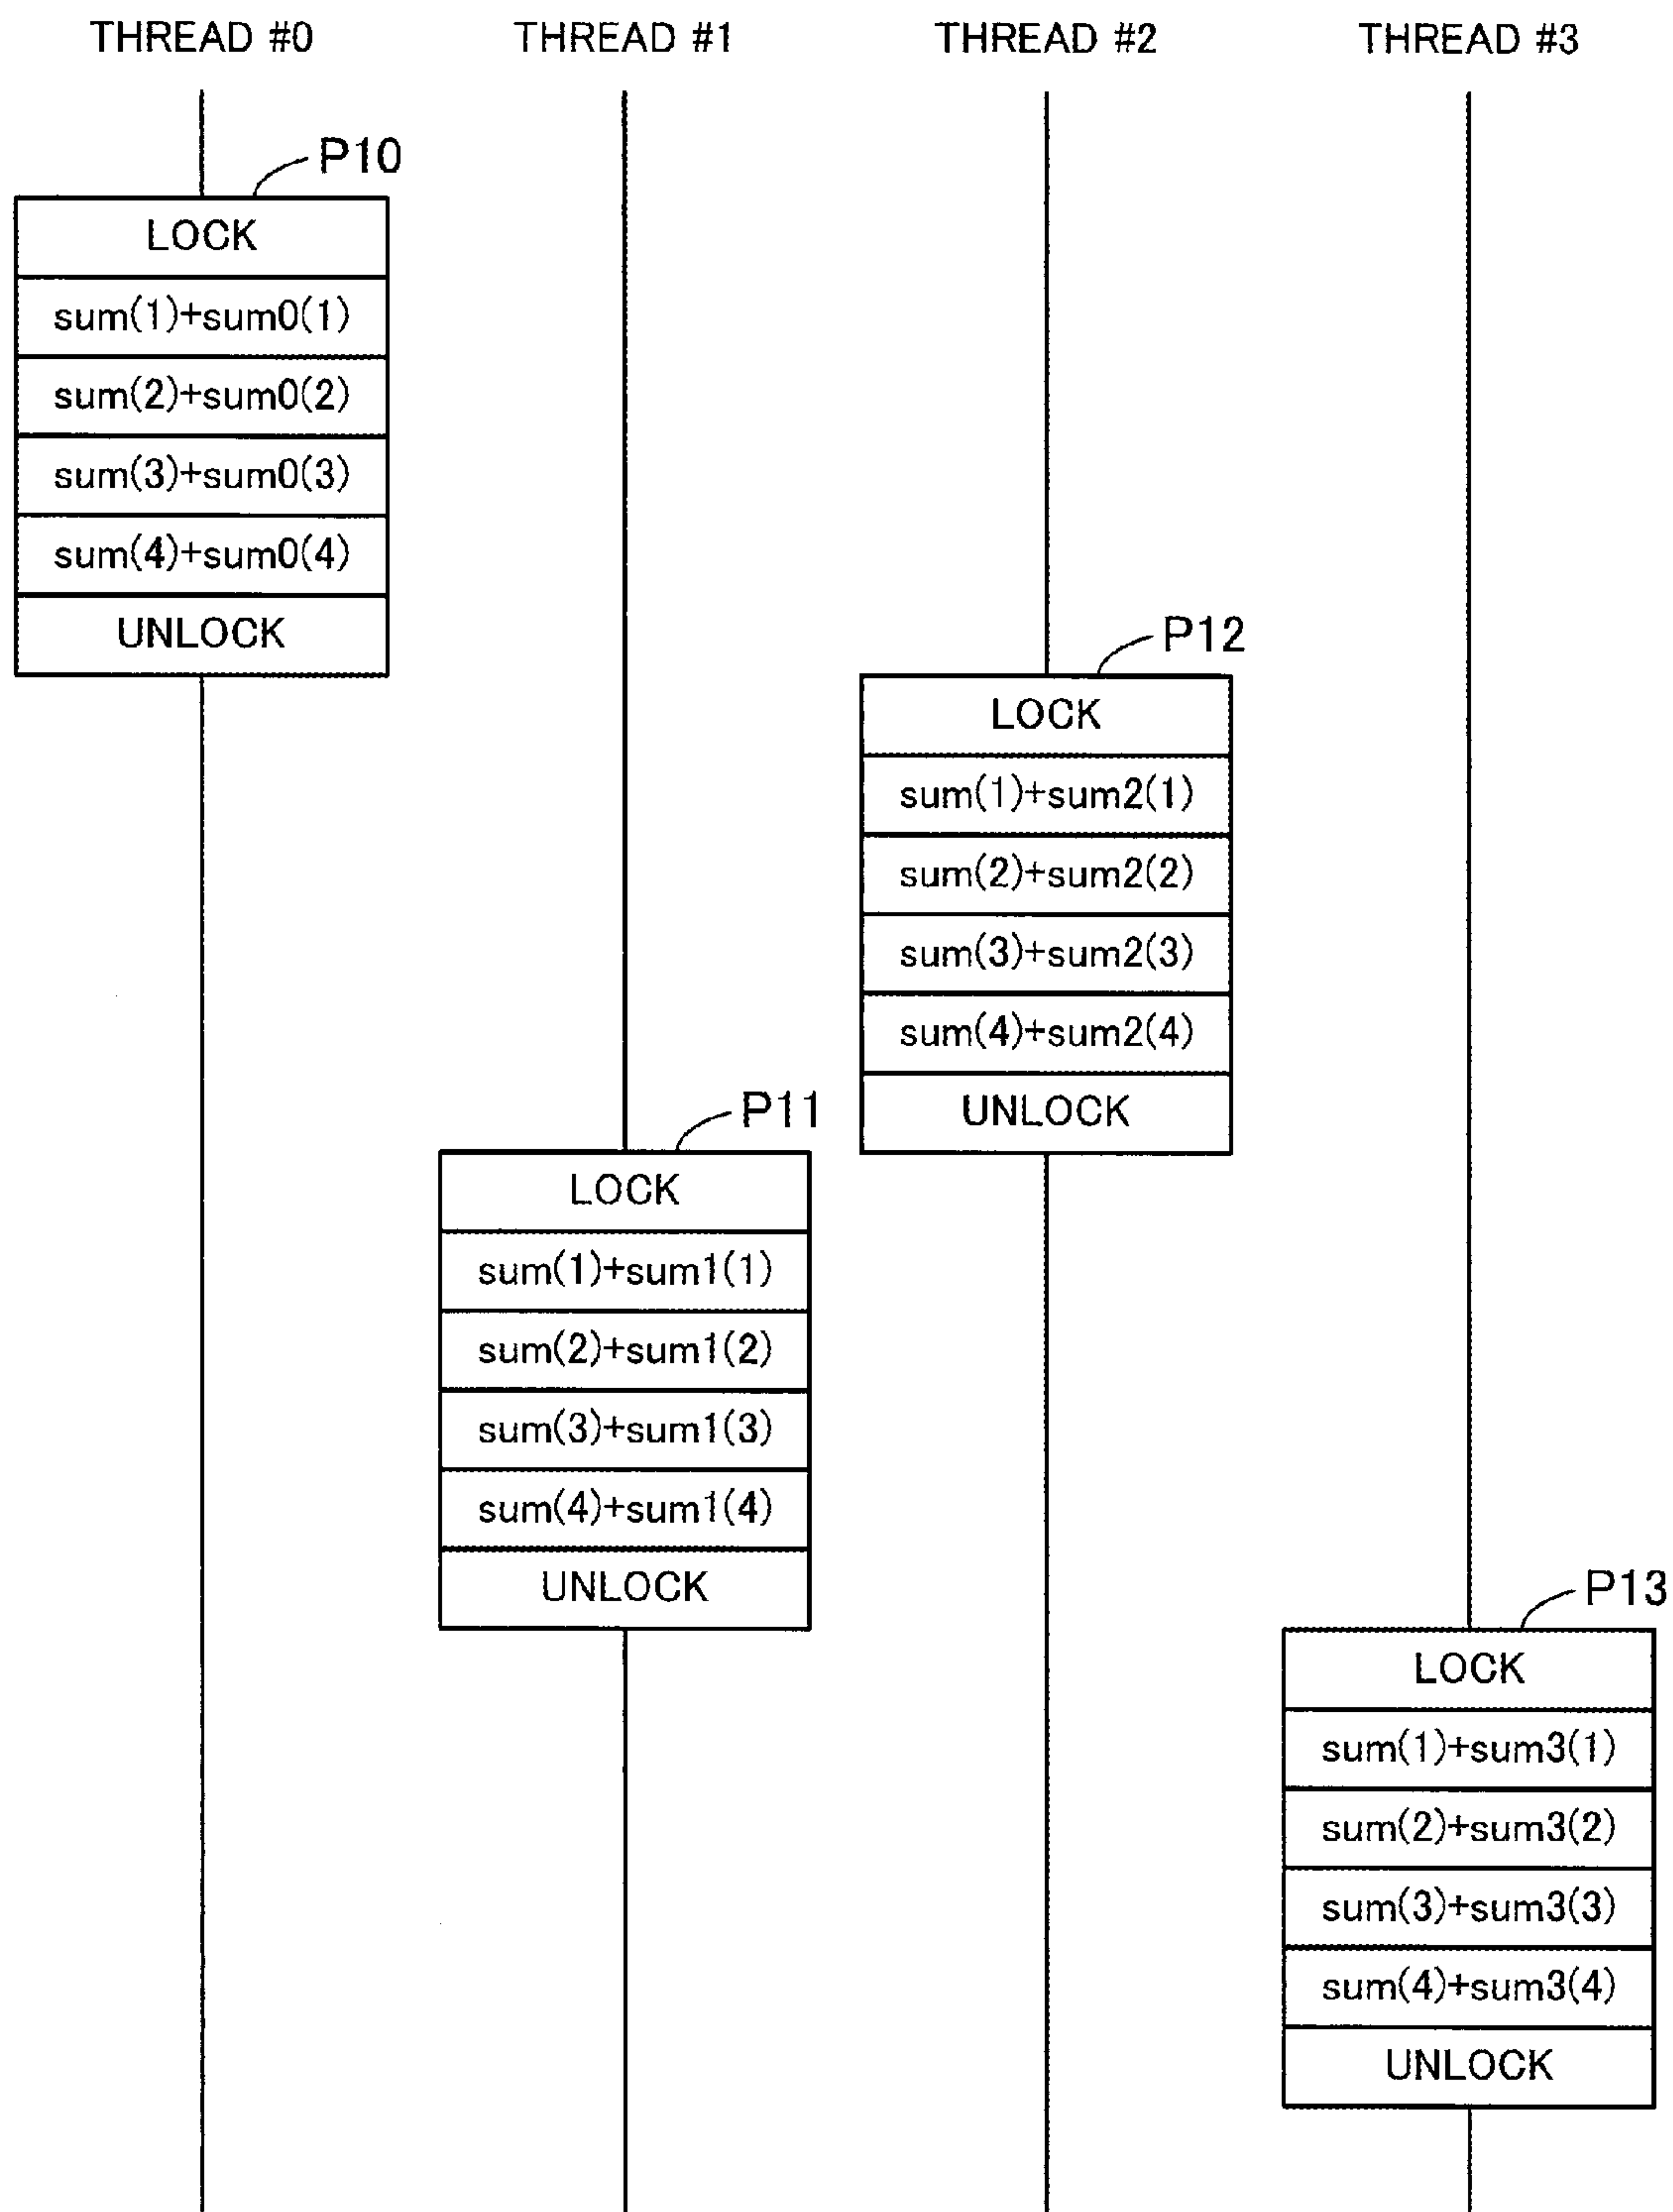 THREAD #0 THREAD #1 THREAD #2 THREAD #3
P10
LOCK
sum(1)+sum0(1)
sum(2)+sum0(2)
sum(3)+sum0(3)
sum(4)+sum0(4)
UNLOCK
P12
LOCK
sum(1)+sum2(1)
sum(2)+sum2(2)
sum(3)+sum2(3)
sum(4)+sum2(4)
UNLOCK
P11
LOCK
sum(1)+sum1(1)
sum(2)+sum1(2)
sum(3)+sum1(3)
sum(4)+sum1(4)
UNLOCK
P13
LOCK
sum(1)+sum3(1)
sum(2)+sum3(2)
sum(3)+sum3(3)
sum(4)+sum3(4)
UNLOCK